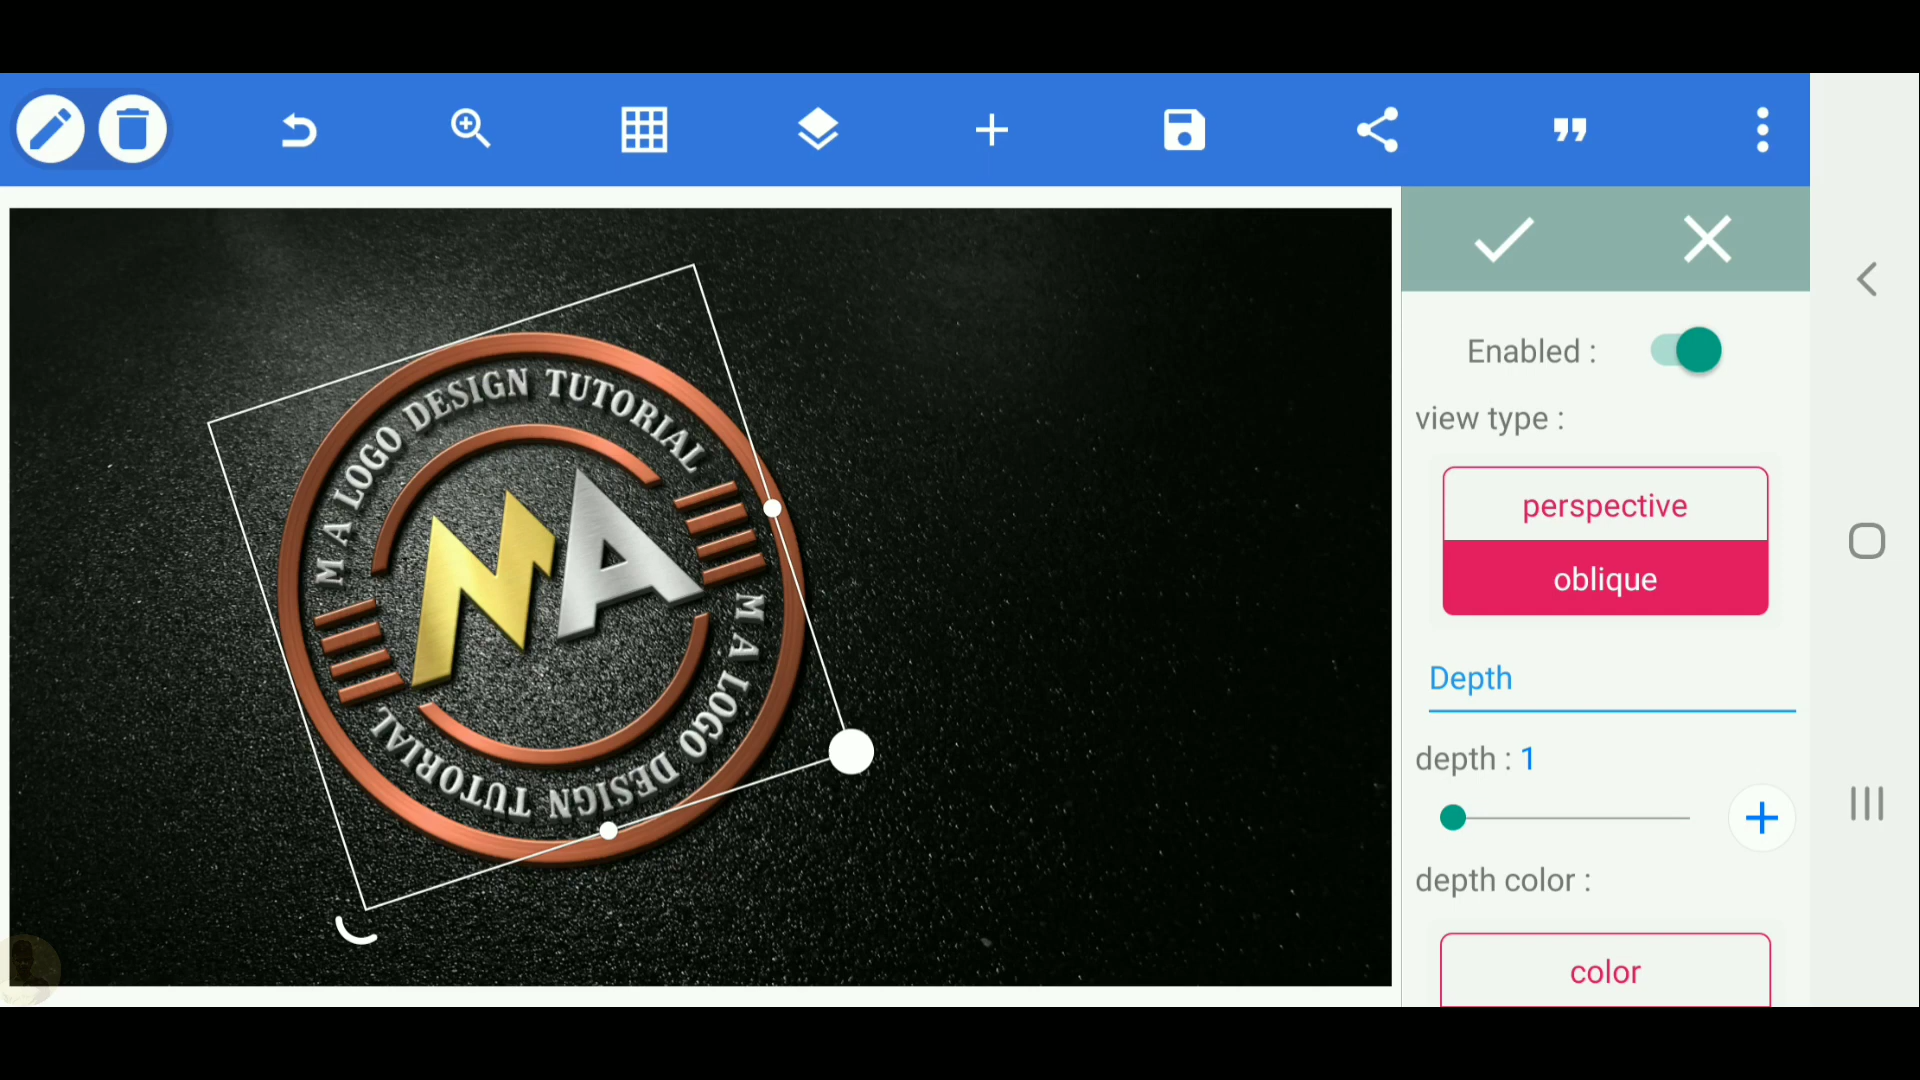 M A LOGO DESIGN TUTORIAL
MA
M A LOGO DESIGN TUTORIAL
Enabled :
view type :
perspective
oblique
Depth
depth : 1
depth color :
color